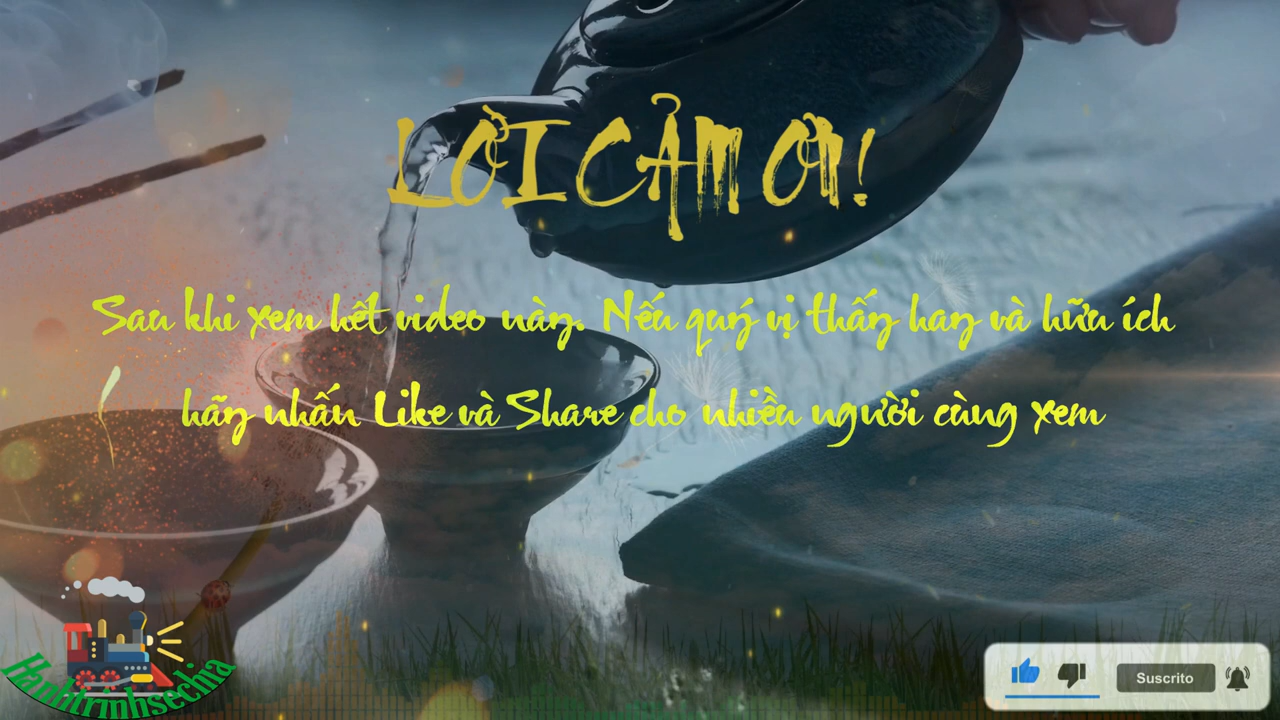 LỜI CẢM ƠN!
Sau khi xem hết video này. Nếu quý vị thấy hay và hữu ích
hãy nhấn Like và Share cho nhiều người cùng xem
Hanhtrinhsechia
Suscrito